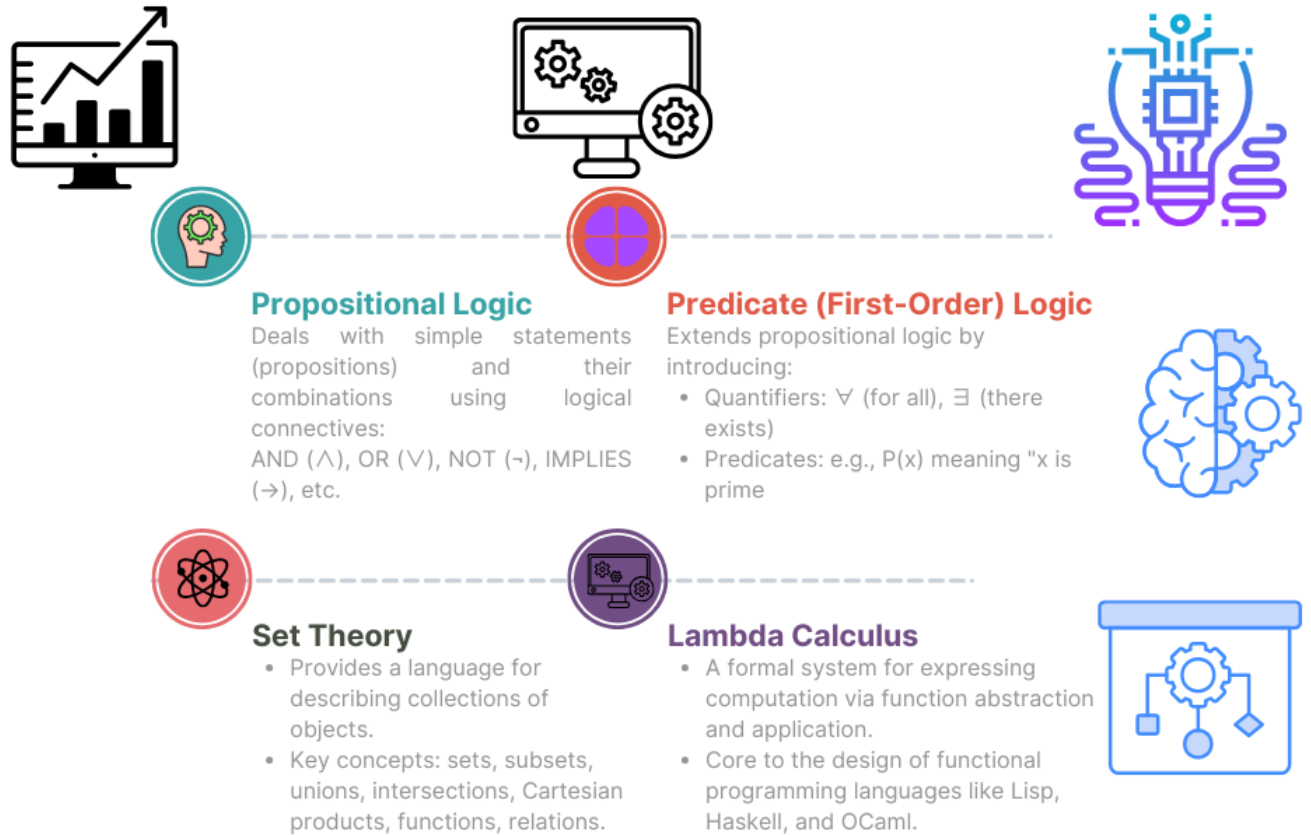 Propositional Logic
Deals with simple statements
(propositions) and their
combinations using logical
connectives:
AND (∧), OR (∨), NOT (¬), IMPLIES
(→), etc.
Predicate (First-Order) Logic
Extends propositional logic by
introducing:
• Quantifiers: ∀ (for all), ∃ (there
exists)
• Predicates: e.g., P(x) meaning "x is
prime
Set Theory
• Provides a language for
describing collections of
objects.
• Key concepts: sets, subsets,
unions, intersections, Cartesian
products, functions, relations.
Lambda Calculus
• A formal system for expressing
computation via function abstraction
and application.
• Core to the design of functional
programming languages like Lisp,
Haskell, and OCaml.